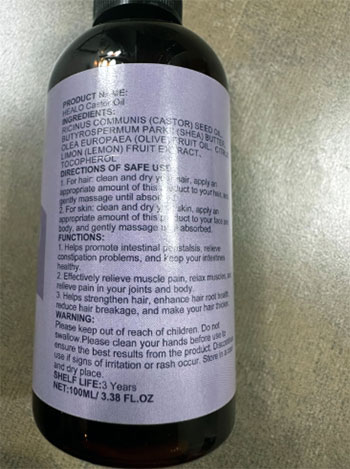 PRODUCT NAME:
HEALO Castor Oil
INGREDIENTS:
RICINUS COMMUNIS (CASTOR) SEED OIL,
BUTYROSPERMUM PARKII (SHEA) BUTTER,
OLEA EUROPAEA (OLIVE) FRUIT OIL, CITRUS
LIMON (LEMON) FRUIT EXTRACT,
TOCOPHEROL
DIRECTIONS OF SAFE USE:
1. For hair: clean and dry your hair, apply an
appropriate amount of this product to your hair, and
gently massage until absorbed.
2. For skin: clean and dry your skin, apply an
appropriate amount of this product to your face and
body, and gently massage until absorbed.
FUNCTIONS:
1. Helps promote intestinal peristalsis, relieve
constipation problems, and keep your intestines
healthy.
2. Effectively relieve muscle pain, relax muscles, and
relieve pain in your joints and body.
3. Helps strengthen hair, enhance hair root health,
reduce hair breakage, and make your hair thicker.
WARNING:
Please keep out of reach of children. Do not
swallow.Please clean your hands before use to
ensure the best results from the product. Discontinue
use if signs of irritation or rash occur. Store in a cool
and dry place.
SHELF LIFE:3 Years
NET:100ML/ 3.38 FL.OZ